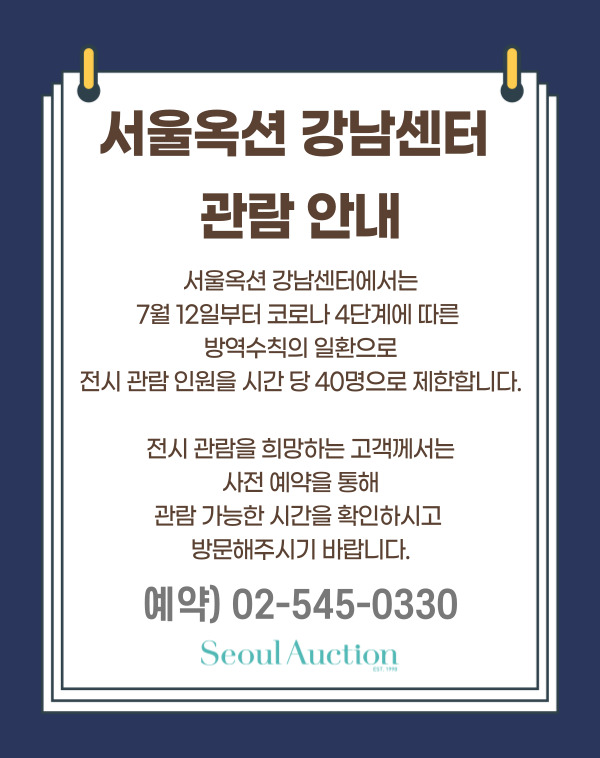 서울옥션 강남센터
관람 안내
서울옥션 강남센터에서는
7월 12일부터 코로나 4단계에 따른
방역수칙의 일환으로
전시 관람 인원을 시간 당 40명으로 제한합니다.
전시 관람을 희망하는 고객께서는
사전 예약을 통해
관람 가능한 시간을 확인하시고
방문해주시기 바랍니다.
예약) 02-545-0330
Seoul Auction
EST. 1998